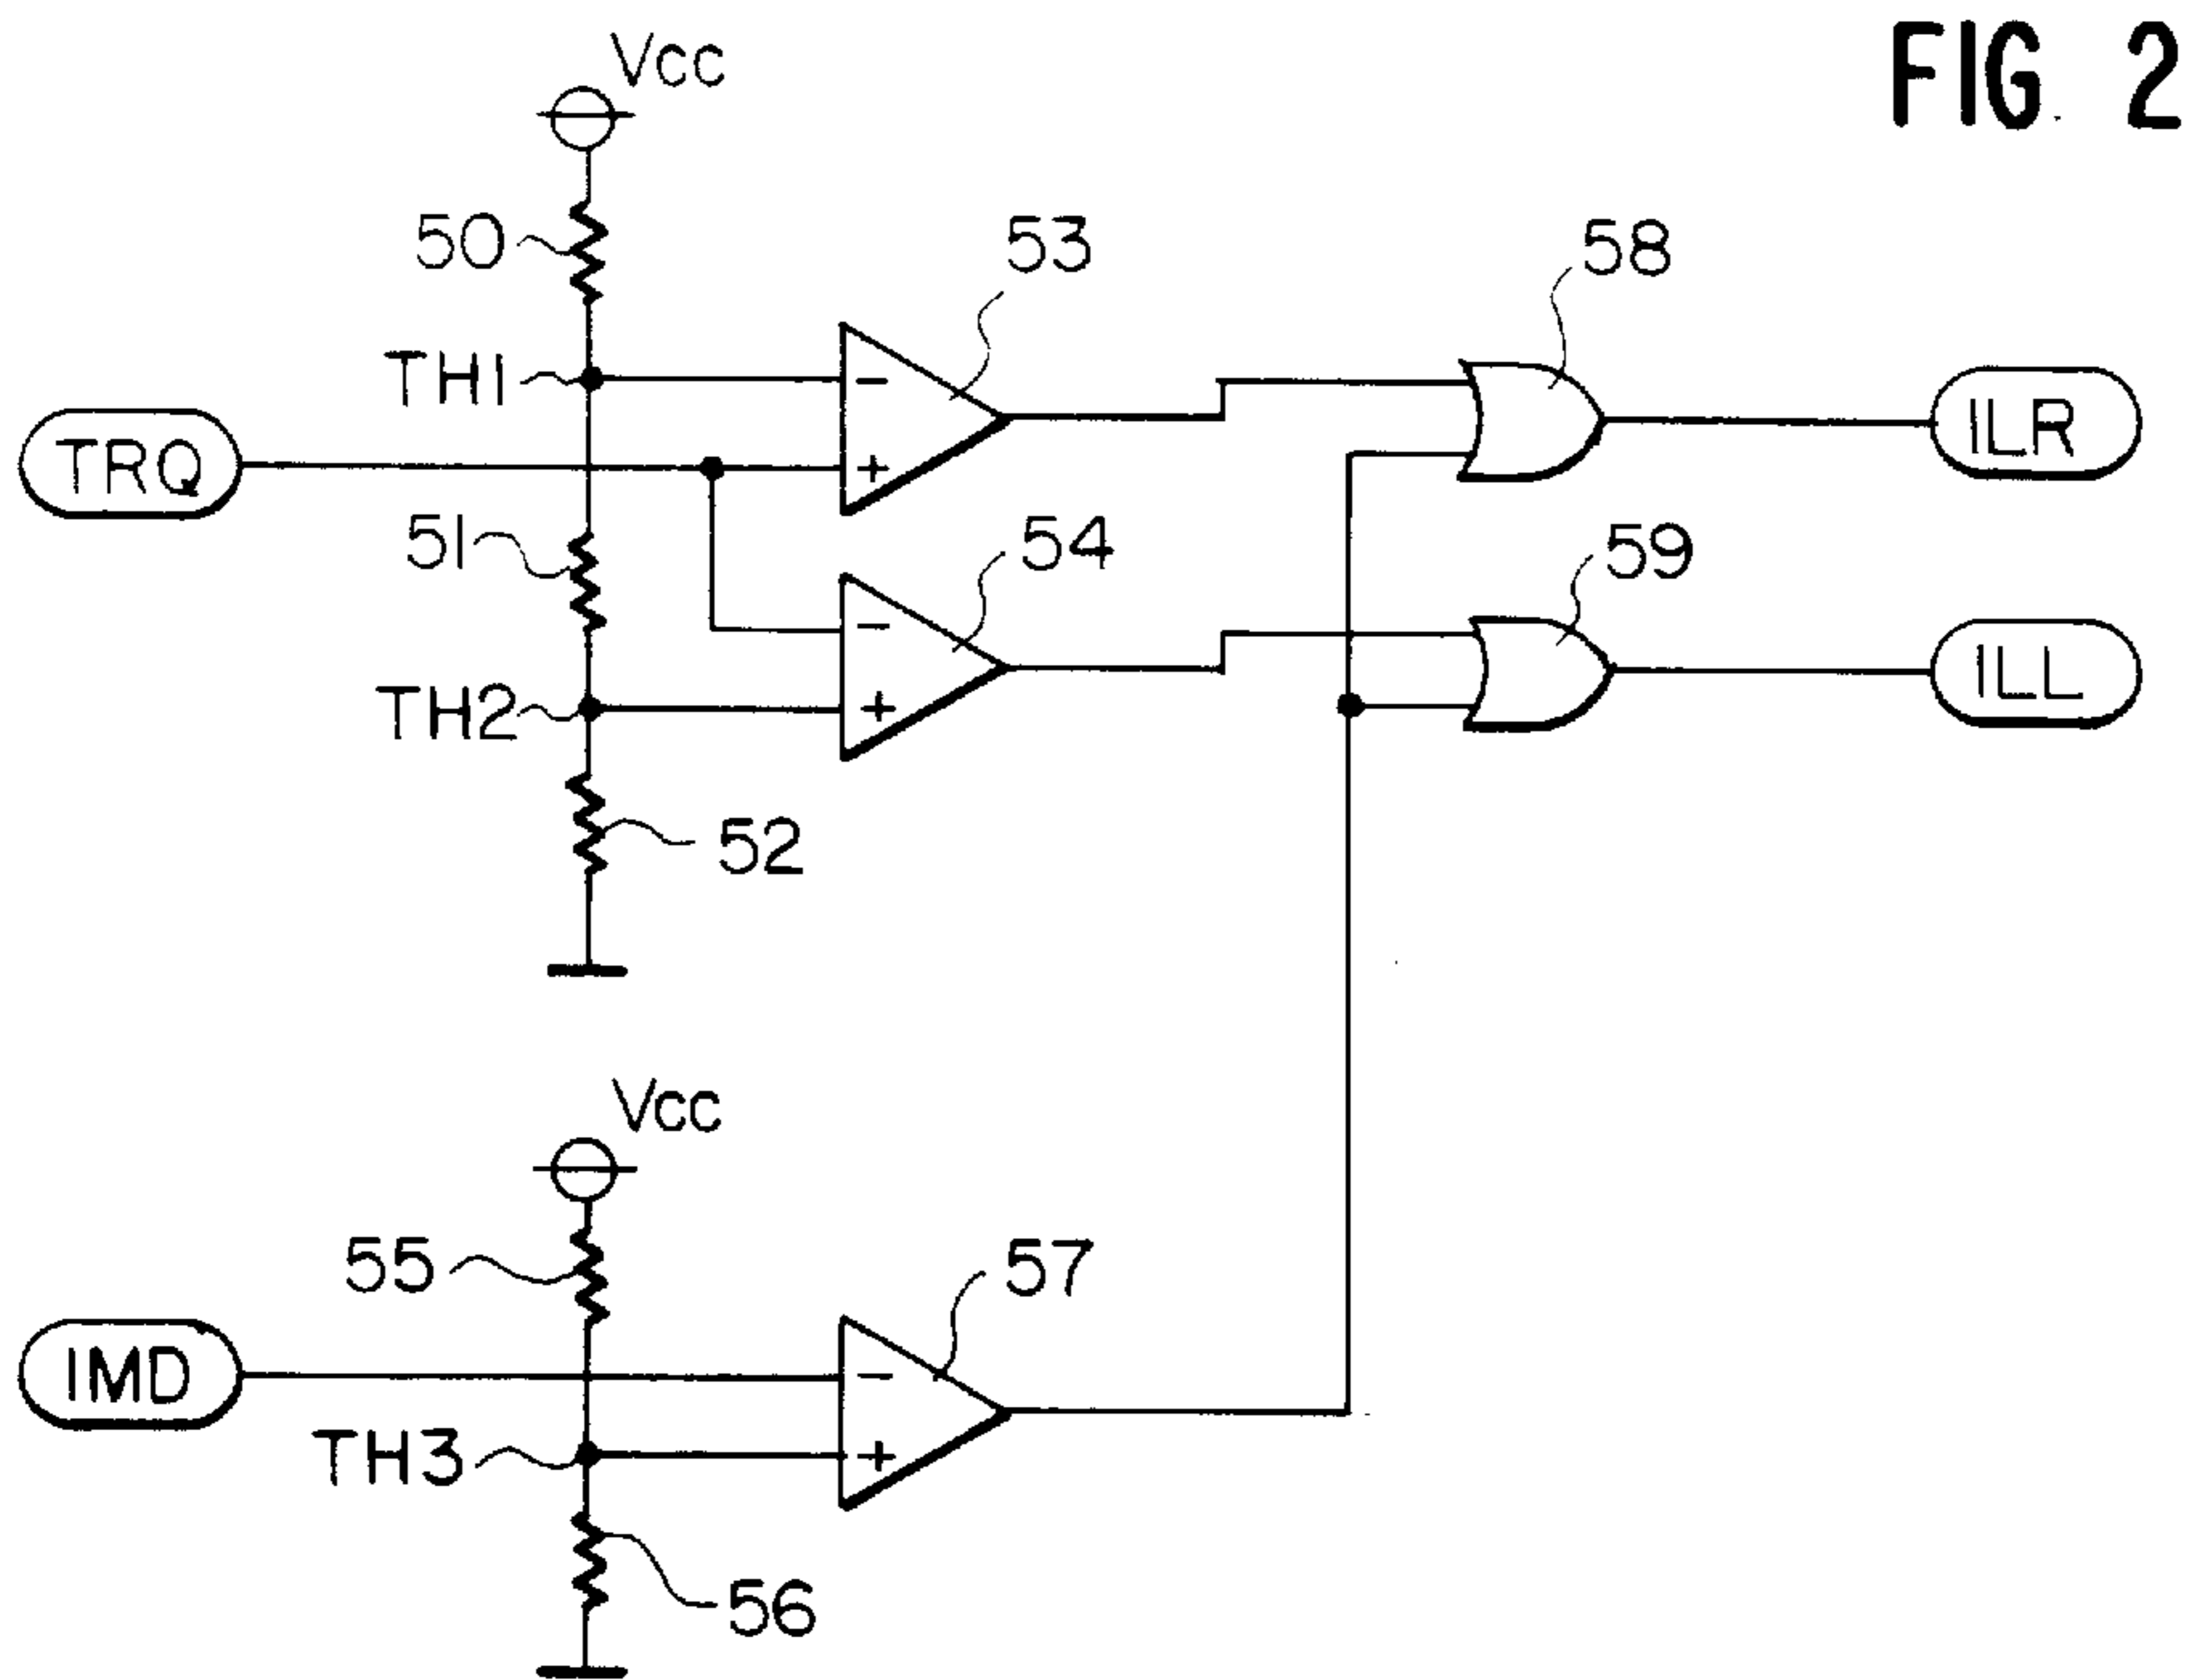 FIG. 2
Vcc
50
53
58
TH1
ILR
TRQ
-
+
51
54
59
-
ILL
TH2
+
52
Vcc
55
57
IMD
-
TH3
+
56